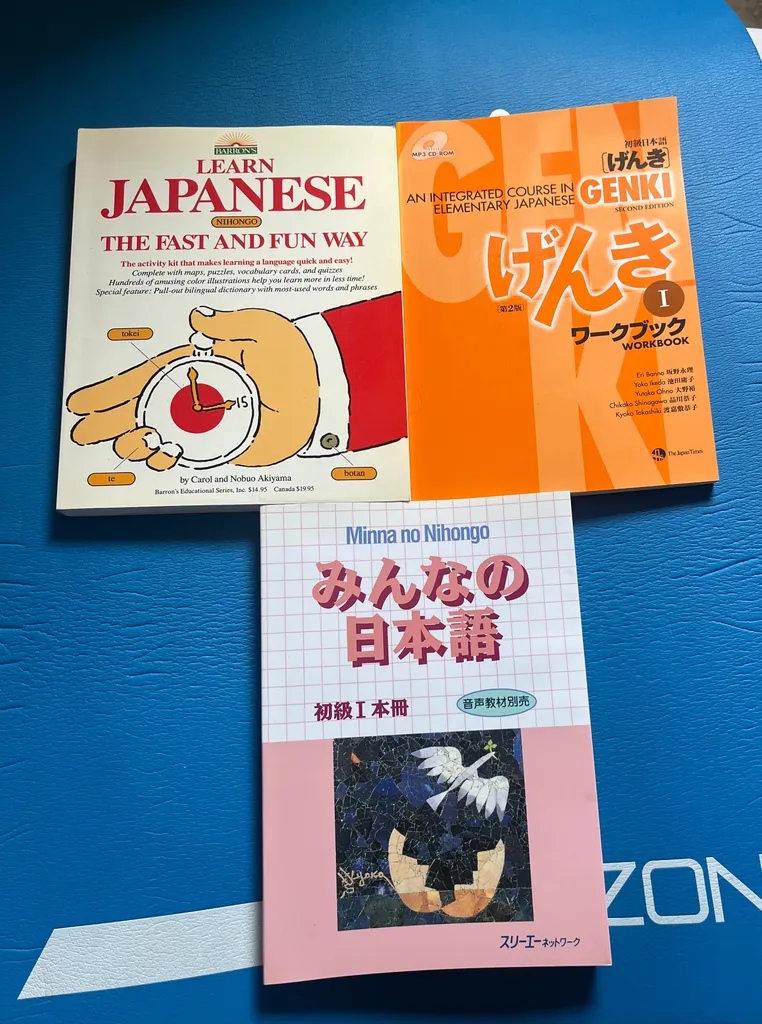 BARRON'S
LEARN
JAPANESE
NIHONGO
THE FAST AND FUN WAY
The activity kit that makes learning a language quick and easy!
Complete with maps, puzzles, vocabulary cards, and quizzes
Hundreds of amusing color illustrations help you learn more in less time!
Special feature: Pull-out bilingual dictionary with most-used words and phrases
tokei
15
te
botan
by Carol and Nobuo Akiyama
Barron's Educational Series, Inc. $14.95 Canada $19.95
GENKI
MP3 CD-ROM
初級日本語
[げんき]
AN INTEGRATED COURSE IN
ELEMENTARY JAPANESE
GENKI
SECOND EDITION
げんき
I
[第2版]
ワークブック
WORKBOOK
Eri Banno 坂野永理
Yoko Ikeda 池田庸子
Yutaka Ohno 大野裕
Chikako Shinagawa 品川恭子
Kyoko Tokashiki 渡嘉敷恭子
The Japan Times
Minna no Nihongo
みんなの
日本語
初級I本冊
音声教材別売
スリーエーネットワーク
ZON